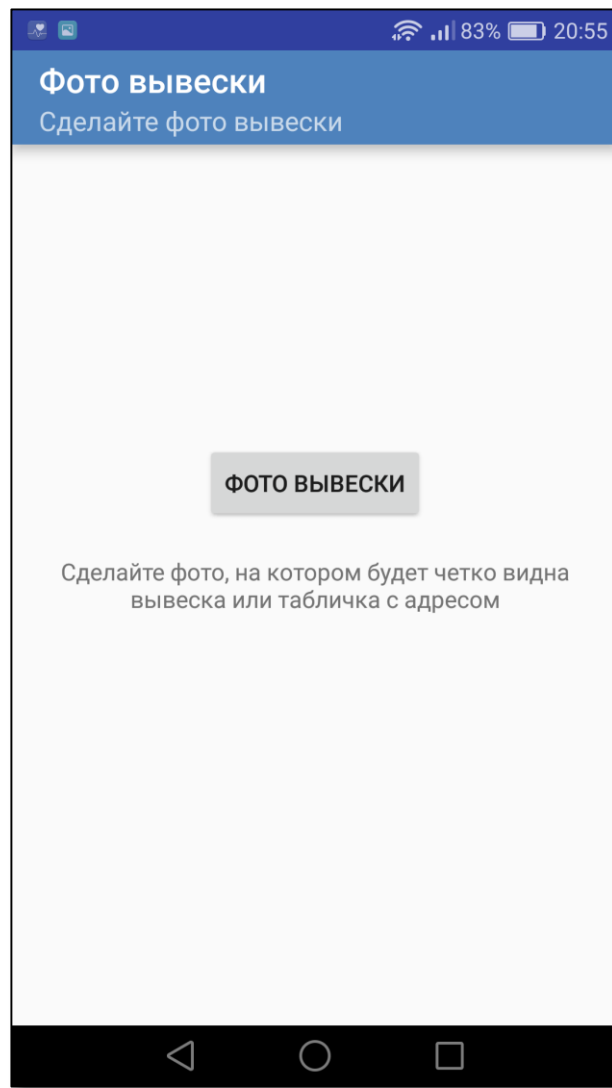 83% 20:55
Фото вывески
Сделайте фото вывески
ФОТО ВЫВЕСКИ
Сделайте фото, на котором будет четко видна
вывеска или табличка с адресом